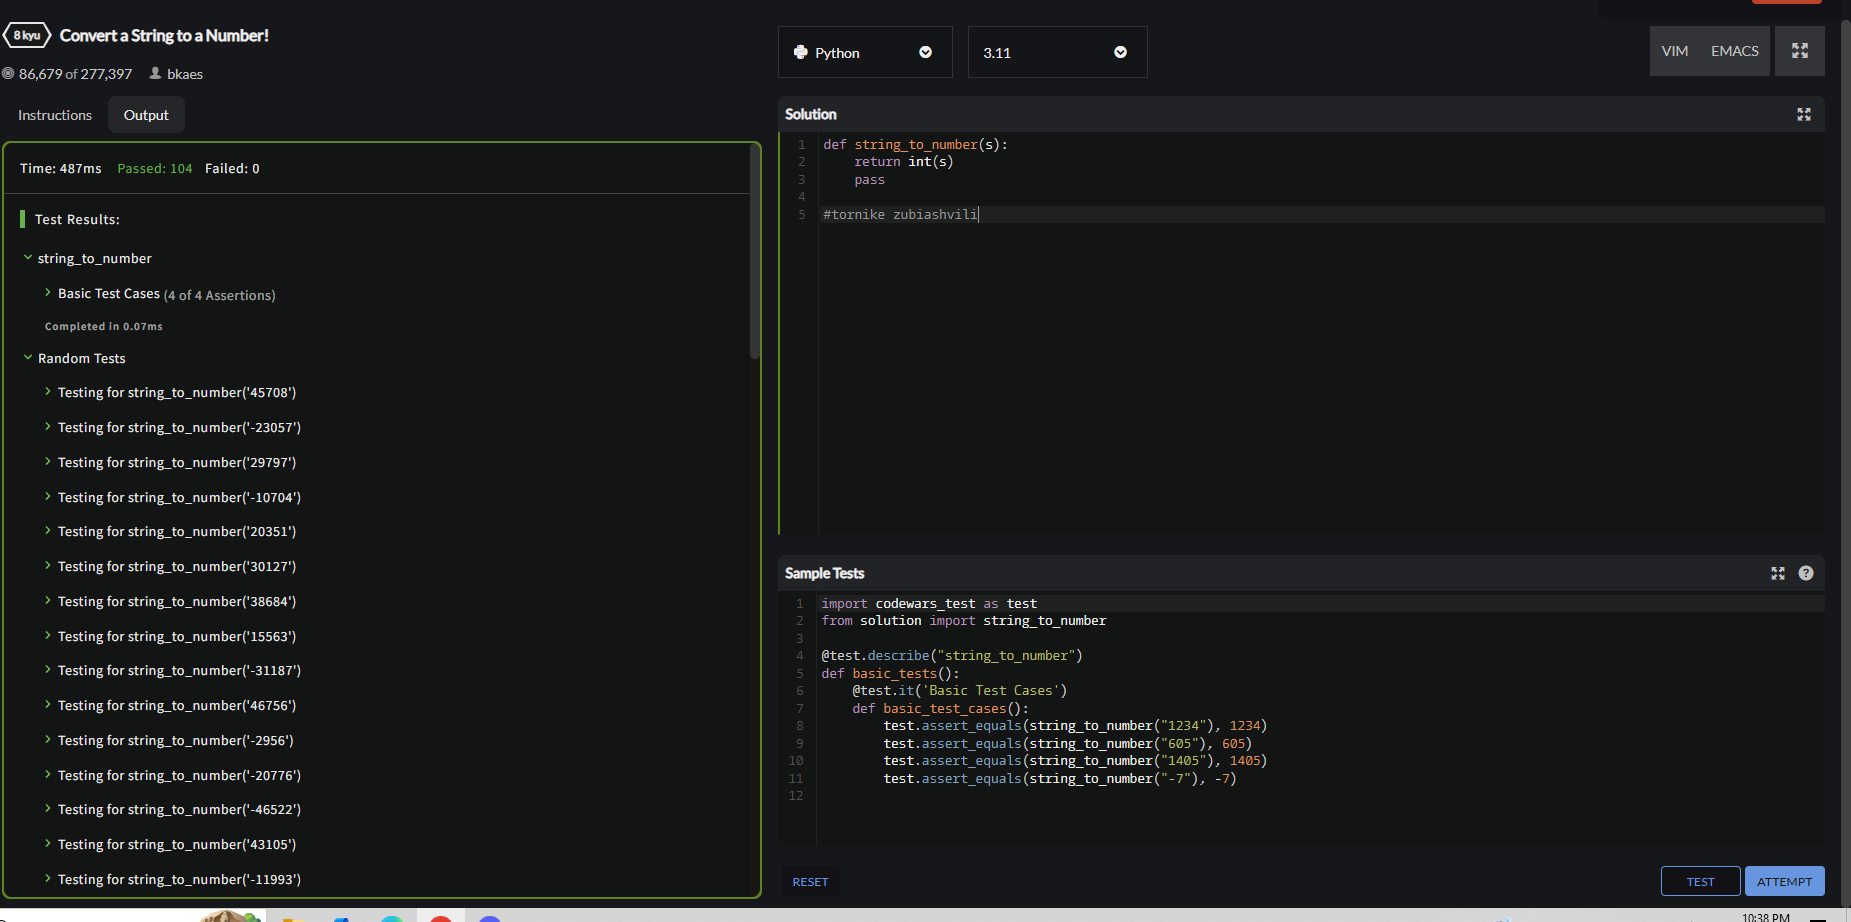 8 kyu Convert a String to a Number!
86,679 of 277,397 bkaes
Instructions Output
Time: 487ms Passed: 104 Failed: 0
Test Results:
string_to_number
Basic Test Cases (4 of 4 Assertions)
Completed in 0.07ms
Random Tests
Testing for string_to_number('45708')
Testing for string_to_number('-23057')
Testing for string_to_number('29797')
Testing for string_to_number('-10704')
Testing for string_to_number('20351')
Testing for string_to_number('30127')
Testing for string_to_number('38684')
Testing for string_to_number('15563')
Testing for string_to_number('-31187')
Testing for string_to_number('46756')
Testing for string_to_number('-2956')
Testing for string_to_number('-20776')
Testing for string_to_number('-46522')
Testing for string_to_number('43105')
Testing for string_to_number('-11993')
Python 3.11 VIM EMACS
Solution
1 def string_to_number(s):
2     return int(s)
3     pass
4
5 #tornike zubiashvili
Sample Tests
1 import codewars_test as test
2 from solution import string_to_number
3
4 @test.describe("string_to_number")
5 def basic_tests():
6     @test.it('Basic Test Cases')
7     def basic_test_cases():
8         test.assert_equals(string_to_number("1234"), 1234)
9         test.assert_equals(string_to_number("605"), 605)
10         test.assert_equals(string_to_number("1405"), 1405)
11         test.assert_equals(string_to_number("-7"), -7)
12
RESET TEST ATTEMPT
10:38 PM